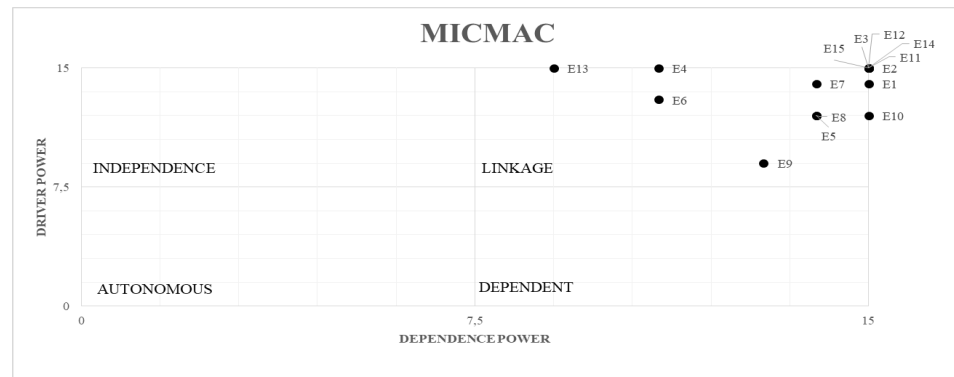 MICMAC
E12
E3
E14
E15
E11
15
E13
E4
E2
E7
E1
E6
E8
E10
E5
INDEPENDENCE
LINKAGE
E9
7,5
DRIVER POWER
AUTONOMOUS
DEPENDENT
0
0
7,5
15
DEPENDENCE POWER